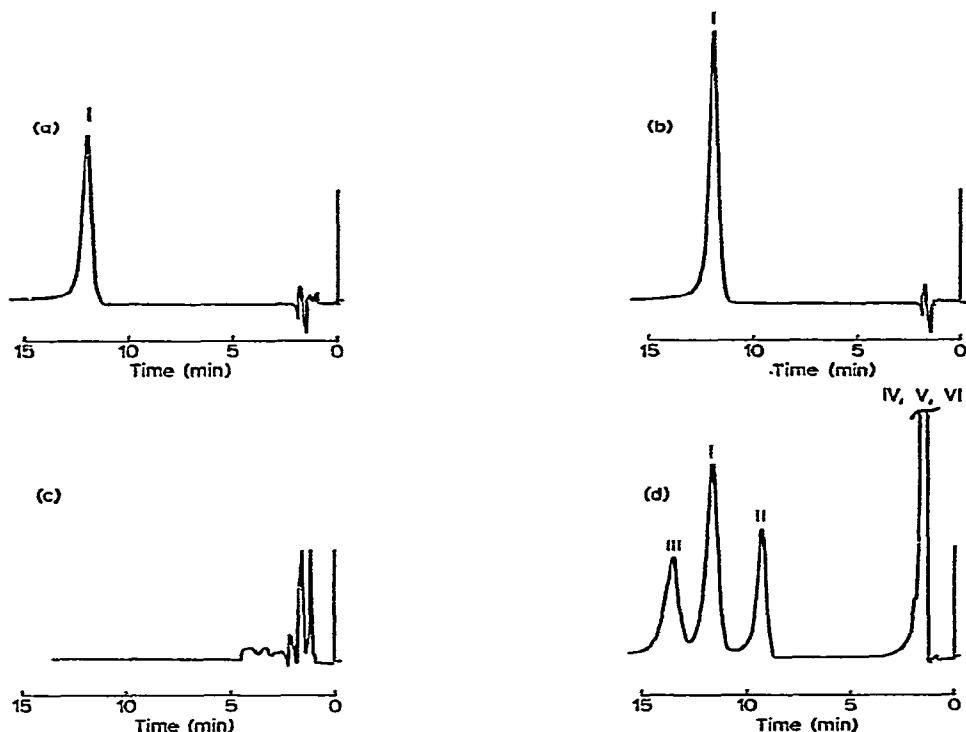 (a)
I
15 10 5 0
Time (min)
(b)
I
15 10 5 0
Time (min)
(c)
15 10 5 0
Time (min)
(d)
IV, V, VI
III
I
II
15 10 5 0
Time (min)